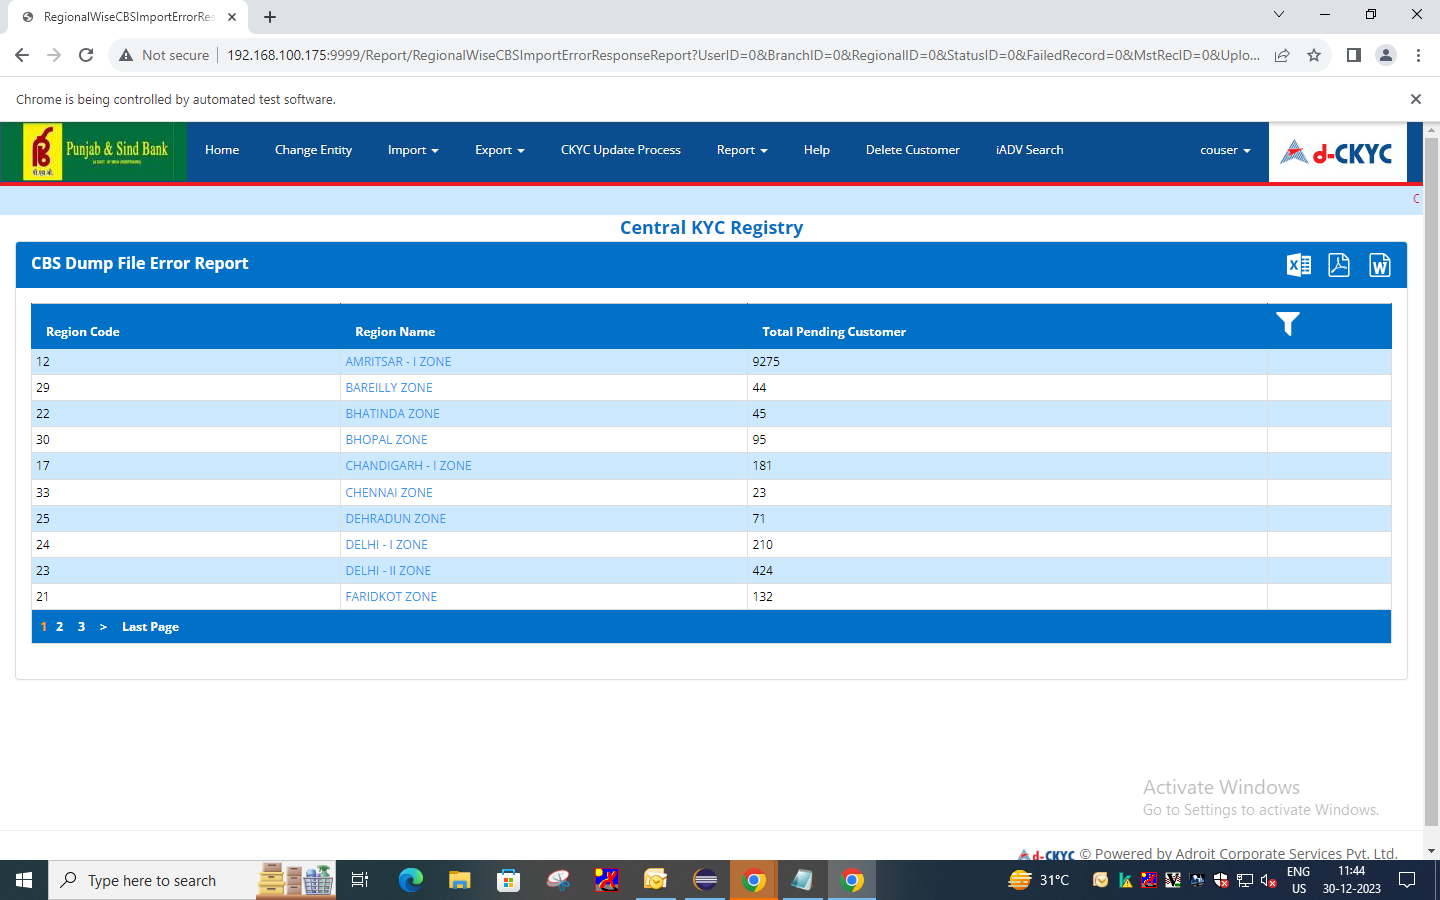 RegionalWiseCBSImportErrorRes
Not secure
192.168.100.175:9999/Report/RegionalWiseCBSImportErrorResponseReport?UserID=0&BranchID=0&RegionalID=0&StatusID=0&FailedRecord=0&MstRecID=0&Uplo...
Chrome is being controlled by automated test software.
Punjab & Sind Bank
पी.एस.बी.
Home
Change Entity
Import
Export
CKYC Update Process
Report
Help
Delete Customer
iADV Search
couser
d-CKYC
C
Central KYC Registry
CBS Dump File Error Report
Region Code Region Name Total Pending Customer
12 AMRITSAR - I ZONE 9275
29 BAREILLY ZONE 44
22 BHATINDA ZONE 45
30 BHOPAL ZONE 95
17 CHANDIGARH - I ZONE 181
33 CHENNAI ZONE 23
25 DEHRADUN ZONE 71
24 DELHI - I ZONE 210
23 DELHI - II ZONE 424
21 FARIDKOT ZONE 132
1 2 3 > Last Page
Activate Windows
Go to Settings to activate Windows.
d-CKYC © Powered by Adroit Corporate Services Pvt. Ltd.
Type here to search
31°C
ENG
US
11:44
30-12-2023